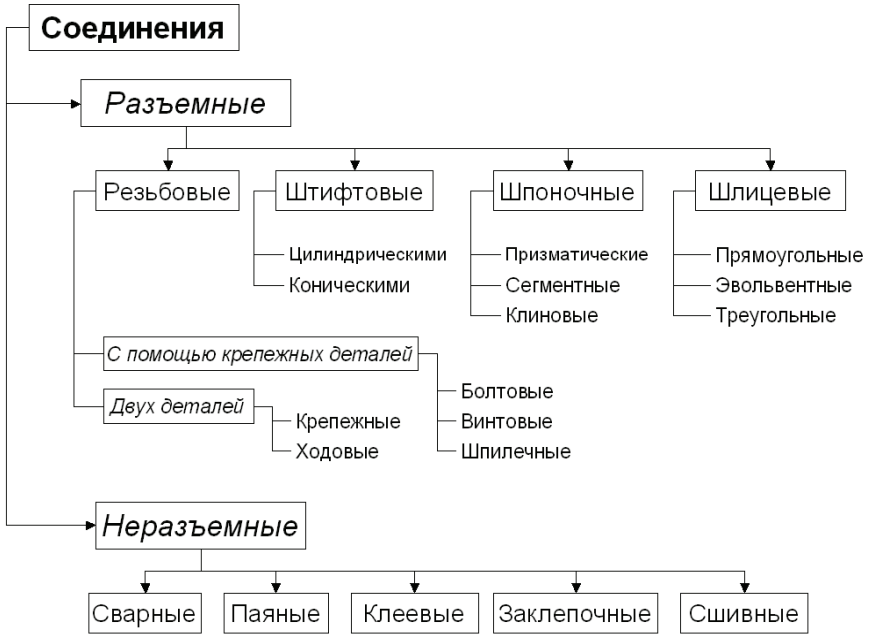 Соединения
Разъемные
Резьбовые
Штифтовые
Шпоночные
Шлицевые
Цилиндрическими
Коническими
Призматические
Сегментные
Клиновые
Прямоугольные
Эвольвентные
Треугольные
С помощью крепежных деталей
Болтовые
Винтовые
Шпилечные
Двух деталей
Крепежные
Ходовые
Неразъемные
Сварные
Паяные
Клеевые
Заклепочные
Сшивные